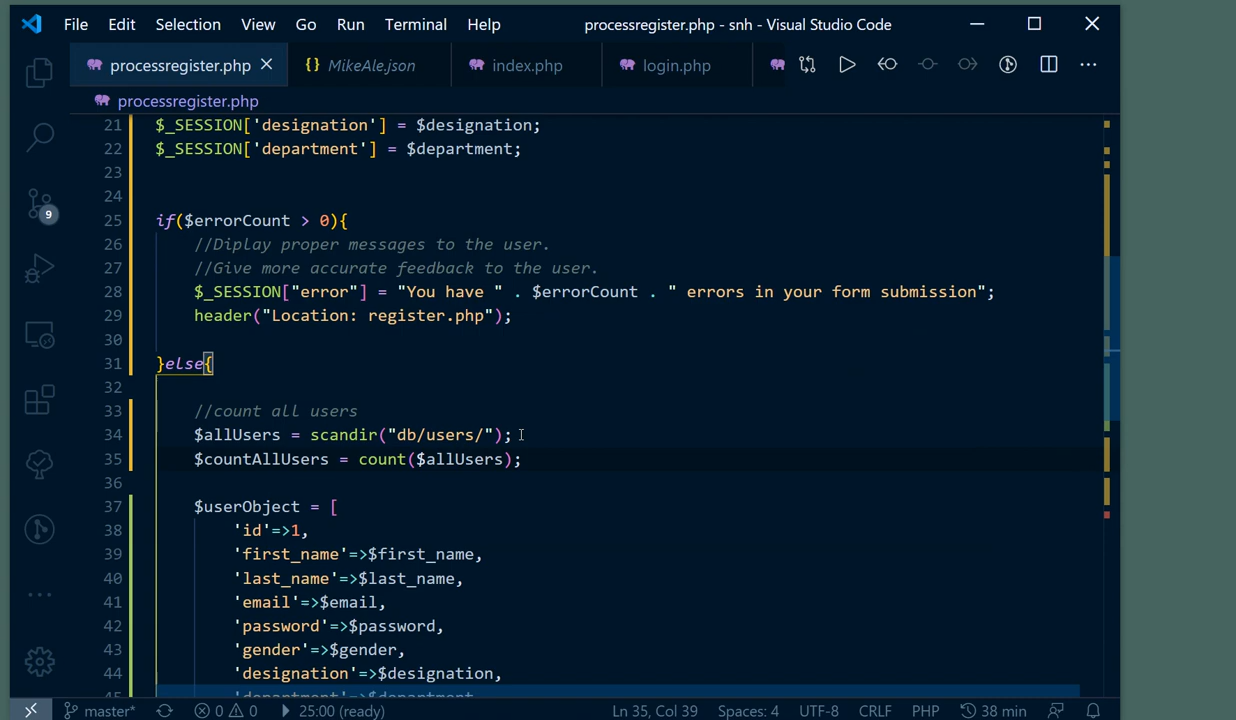 File Edit Selection View Go Run Terminal Help processregister.php - snh - Visual Studio Code
processregister.php {} MikeAle.json index.php login.php
processregister.php
21 $_SESSION['designation'] = $designation;
22 $_SESSION['department'] = $department;
23
24
25 if($errorCount > 0){
26 //Diplay proper messages to the user.
27 //Give more accurate feedback to the user.
28 $_SESSION["error"] = "You have " . $errorCount . " errors in your form submission";
29 header("Location: register.php");
30
31 }else{
32
33 //count all users
34 $allUsers = scandir("db/users/");
35 $countAllUsers = count($allUsers);
36
37 $userObject = [
38 'id'=>1,
39 'first_name'=>$first_name,
40 'last_name'=>$last_name,
41 'email'=>$email,
42 'password'=>$password,
43 'gender'=>$gender,
44 'designation'=>$designation,
45 'department'=>$department
9
master* 0 0 25:00 (ready) Ln 35, Col 39 Spaces: 4 UTF-8 CRLF PHP 38 min